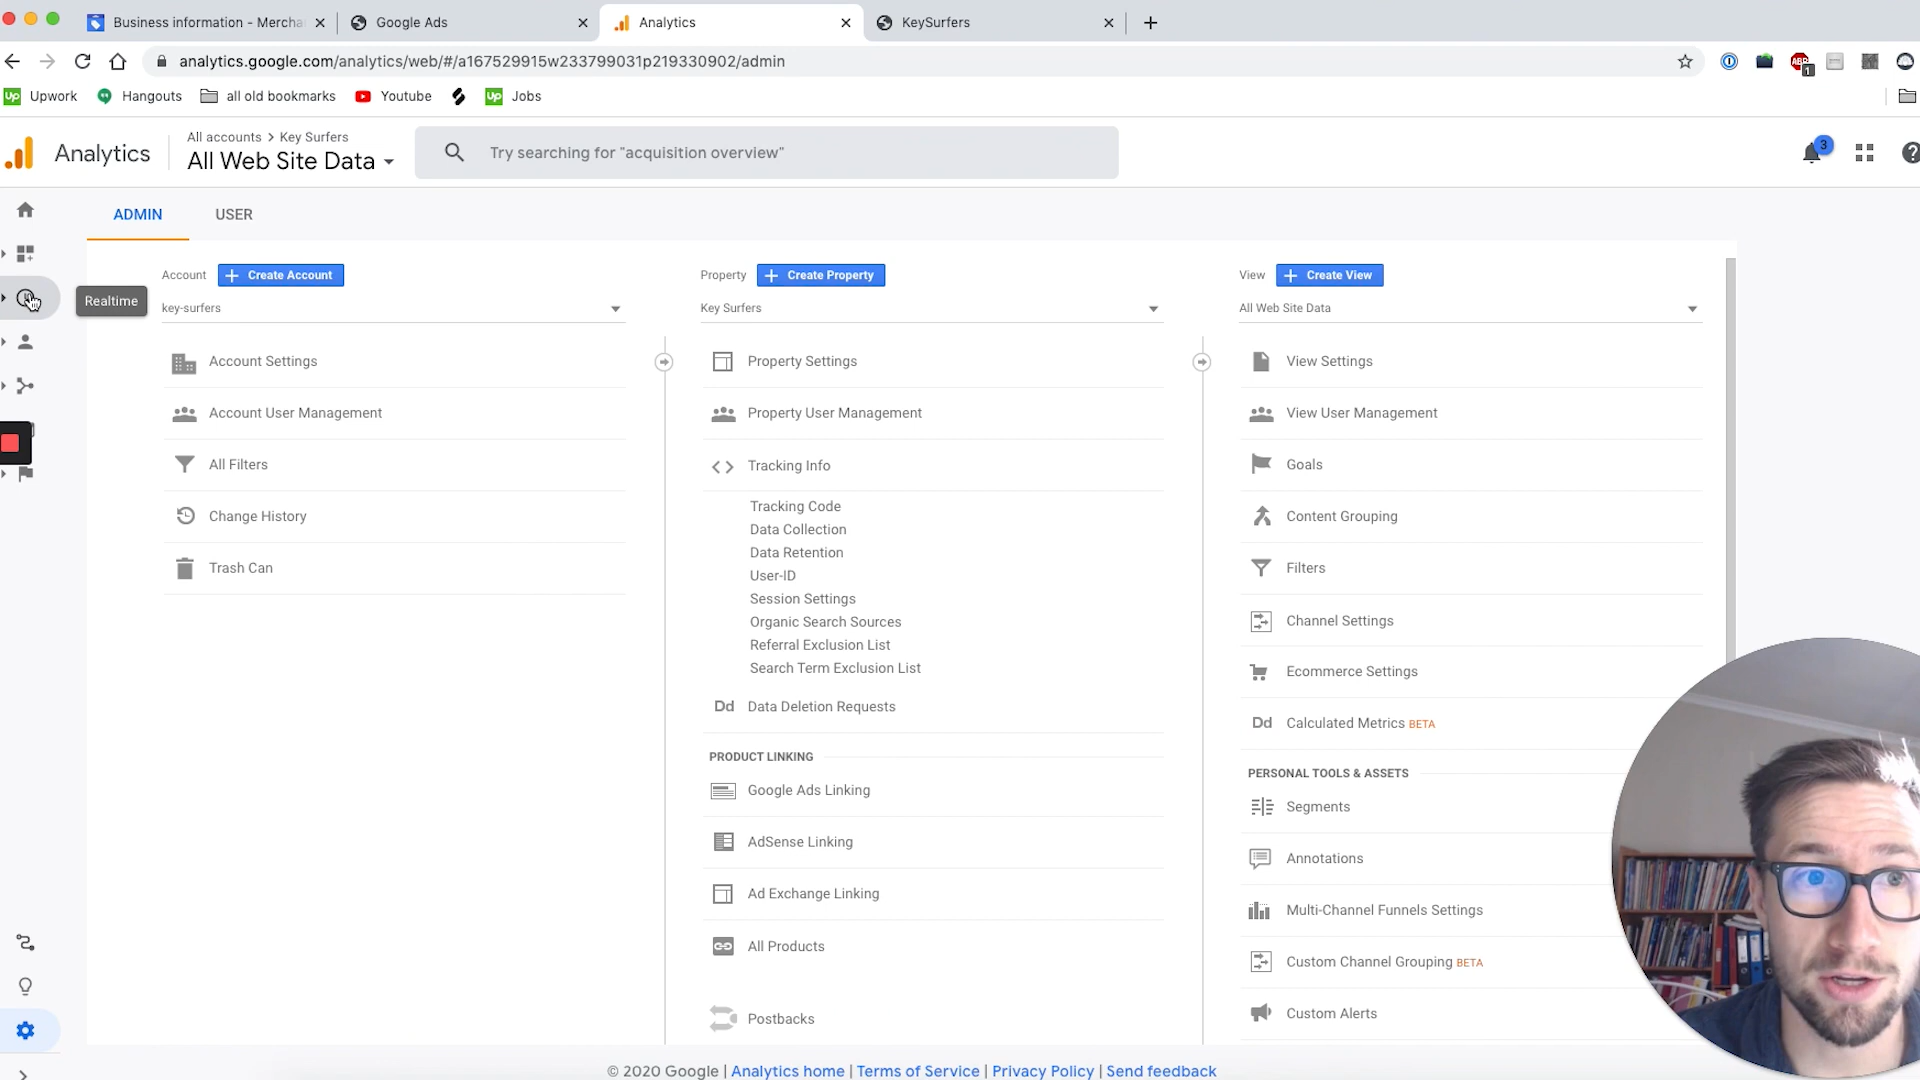 Business information - Mercha
Google Ads
Analytics
KeySurfers
analytics.google.com/analytics/web/#/a167529915w233799031p219330902/admin
ABP
1
Up Upwork
Hangouts
all old bookmarks
Youtube
Up Jobs
Analytics
All accounts > Key Surfers
All Web Site Data
Try searching for "acquisition overview"
3
ADMIN
USER
Realtime
Account
+ Create Account
key-surfers
Account Settings
Account User Management
All Filters
Change History
Trash Can
Property
+ Create Property
Key Surfers
Property Settings
Property User Management
<> Tracking Info
Tracking Code
Data Collection
Data Retention
User-ID
Session Settings
Organic Search Sources
Referral Exclusion List
Search Term Exclusion List
Dd Data Deletion Requests
PRODUCT LINKING
Google Ads Linking
AdSense Linking
Ad Exchange Linking
All Products
Postbacks
View
+ Create View
All Web Site Data
View Settings
View User Management
Goals
Content Grouping
Filters
Channel Settings
Ecommerce Settings
Dd Calculated Metrics BETA
PERSONAL TOOLS & ASSETS
Segments
Annotations
Multi-Channel Funnels Settings
Custom Channel Grouping BETA
Custom Alerts
© 2020 Google | Analytics home | Terms of Service | Privacy Policy | Send feedback